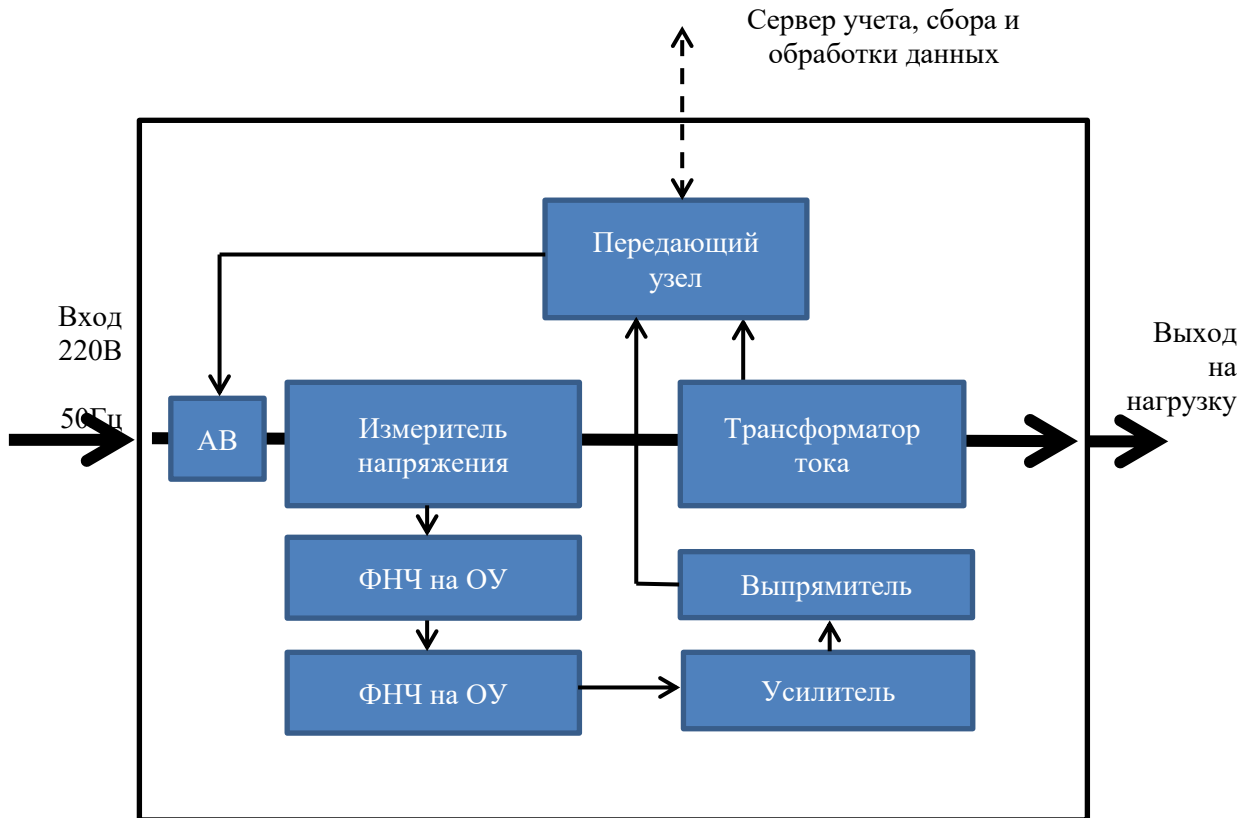 Сервер учета, сбора и
обработки данных
Передающий
узел
Вход
220В
50Гц
Выход
на
нагрузку
АВ
Измеритель
напряжения
Трансформатор
тока
ФНЧ на ОУ
Выпрямитель
ФНЧ на ОУ
Усилитель